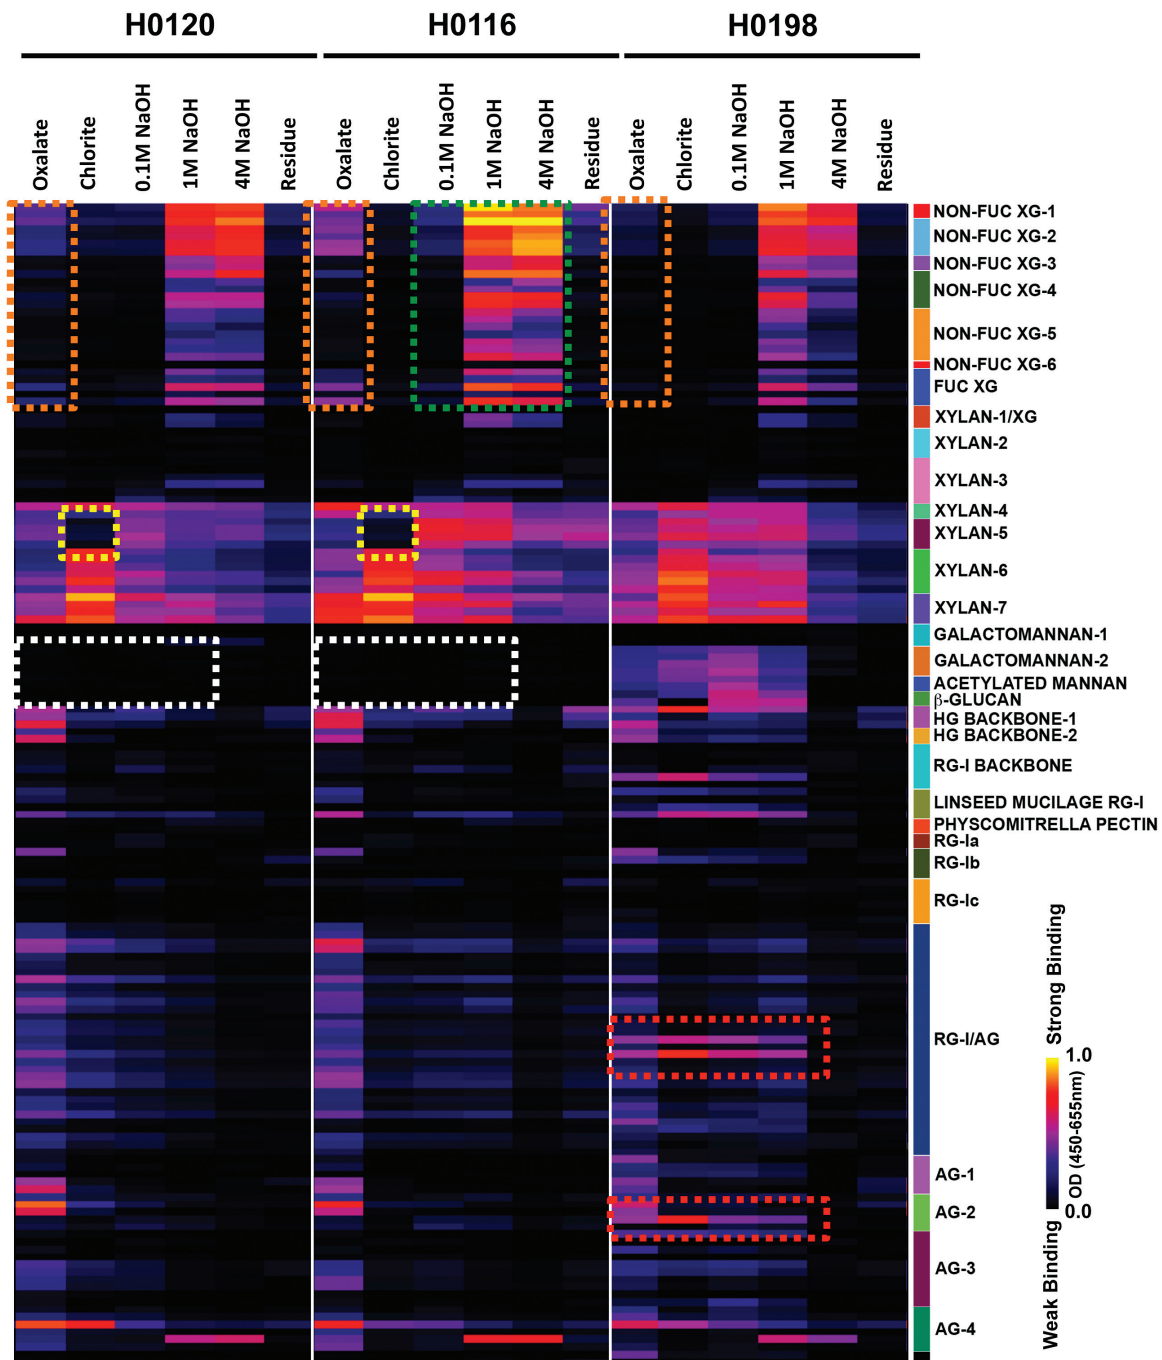 H0120 H0116 H0198
Oxalate Chlorite 0.1M NaOH 1M NaOH 4M NaOH Residue Oxalate Chlorite 0.1M NaOH 1M NaOH 4M NaOH Residue Oxalate Chlorite 0.1M NaOH 1M NaOH 4M NaOH Residue
NON-FUC XG-1
NON-FUC XG-2
NON-FUC XG-3
NON-FUC XG-4
NON-FUC XG-5
NON-FUC XG-6
FUC XG
XYLAN-1/XG
XYLAN-2
XYLAN-3
XYLAN-4
XYLAN-5
XYLAN-6
XYLAN-7
GALACTOMANNAN-1
GALACTOMANNAN-2
ACETYLATED MANNAN
β-GLUCAN
HG BACKBONE-1
HG BACKBONE-2
RG-I BACKBONE
LINSEED MUCILAGE RG-I
PHYSCOMITRELLA PECTIN
RG-Ia
RG-Ib
RG-Ic
RG-I/AG
AG-1
AG-2
AG-3
AG-4
Weak Binding Strong Binding
1.0
OD (450-655nm)
0.0